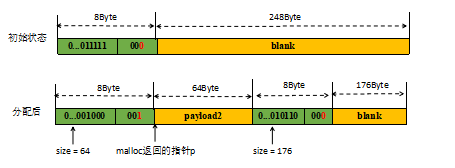 8Byte 248Byte
初始状态 0...011111 000 blank
8Byte 64Byte 8Byte 176Byte
分配后 0...001000 001 payload2 0...010110 000 blank
size = 64 malloc返回的指针p size = 176